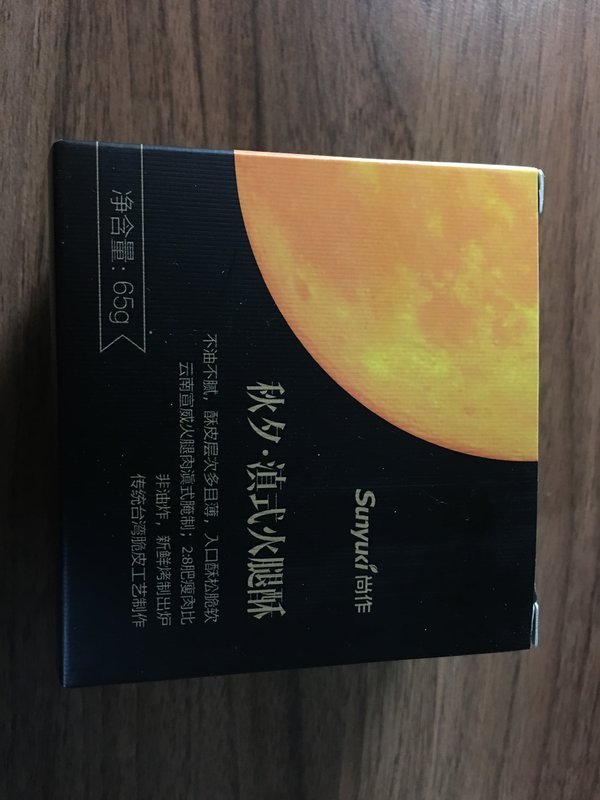 Sunyuki 尚作
秋夕·滇式火腿酥
不油不腻，酥皮层次多且薄，入口酥松脆软
云南宣威火腿肉滇式腌制；2:8肥瘦肉比
非油炸，新鲜烤制出炉
传统台湾脆皮工艺制作
净含量：65g